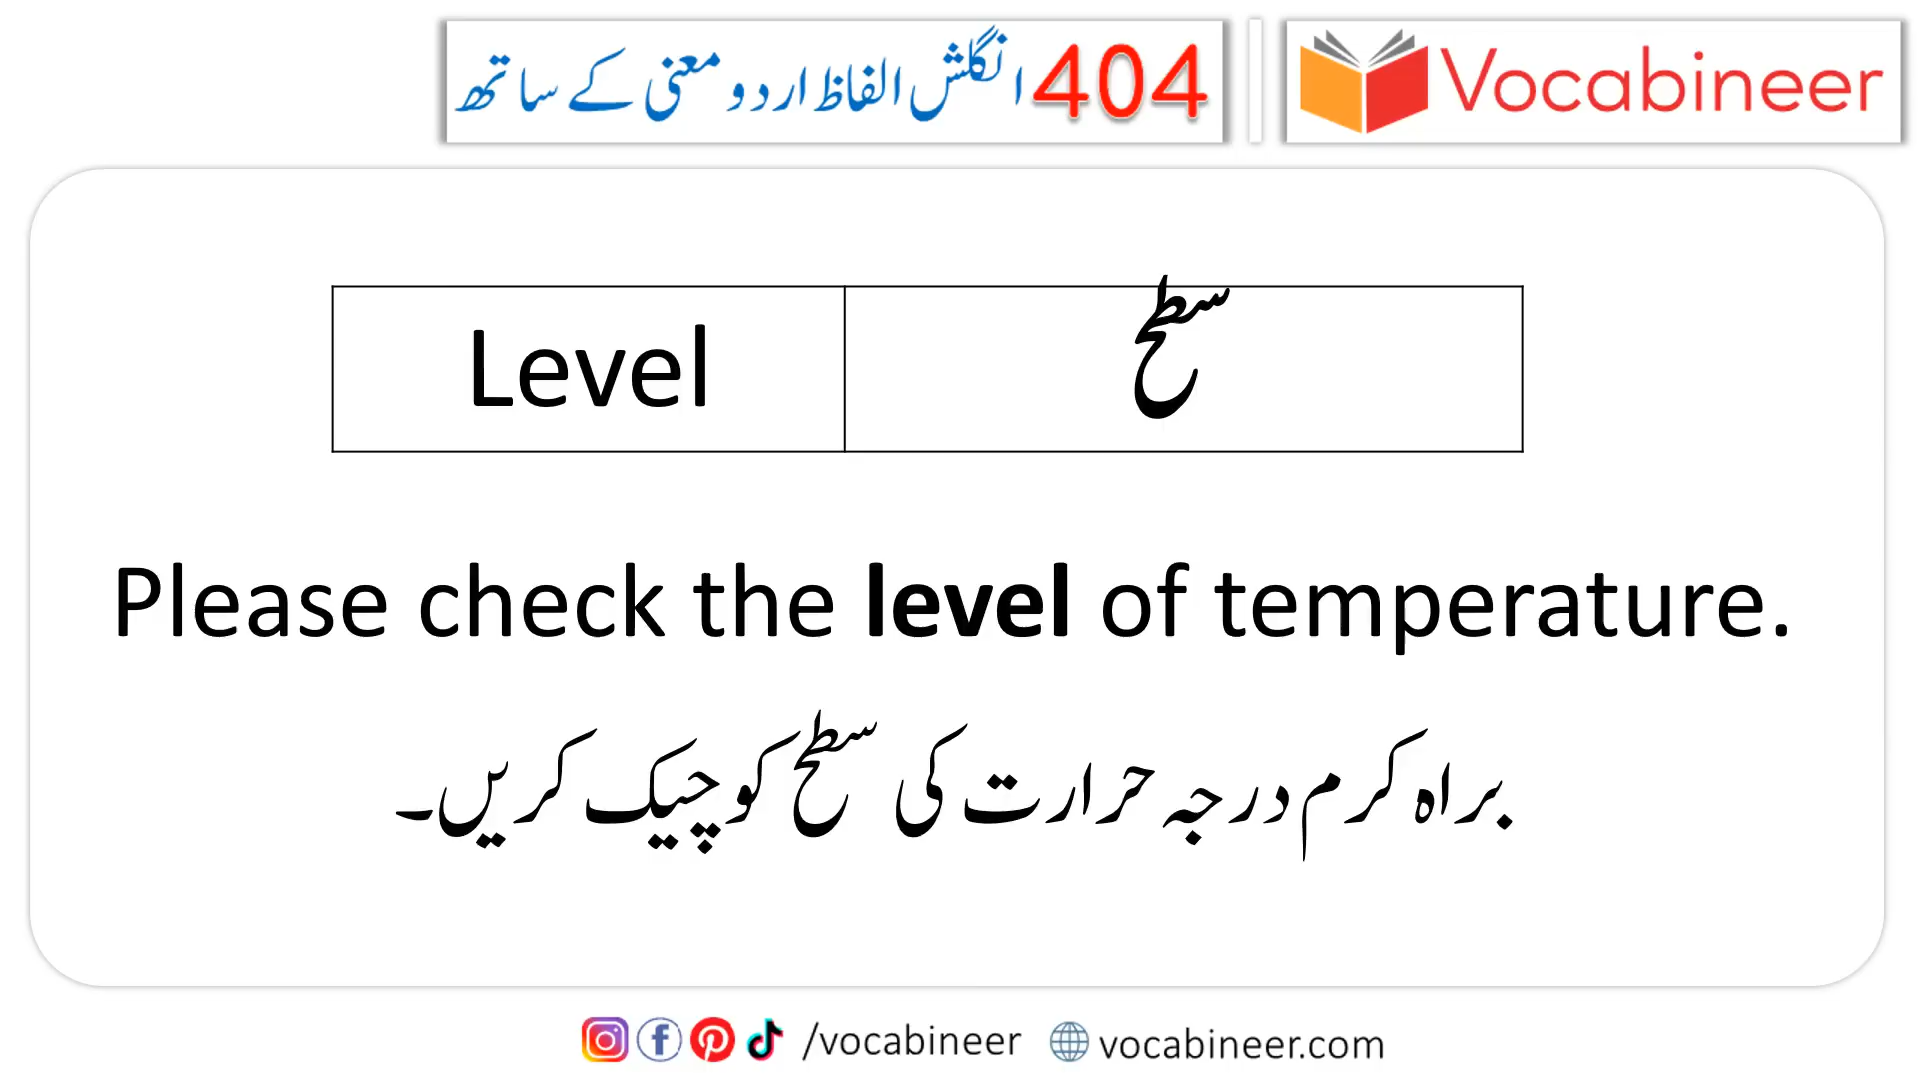 404 انگلش الفاظ اردو معنی کے ساتھ
Vocabineer
Level سطح
Please check the level of temperature.
براہ کرم درجہ حرارت کی سطح کو چیک کریں۔
/vocabineer vocabineer.com